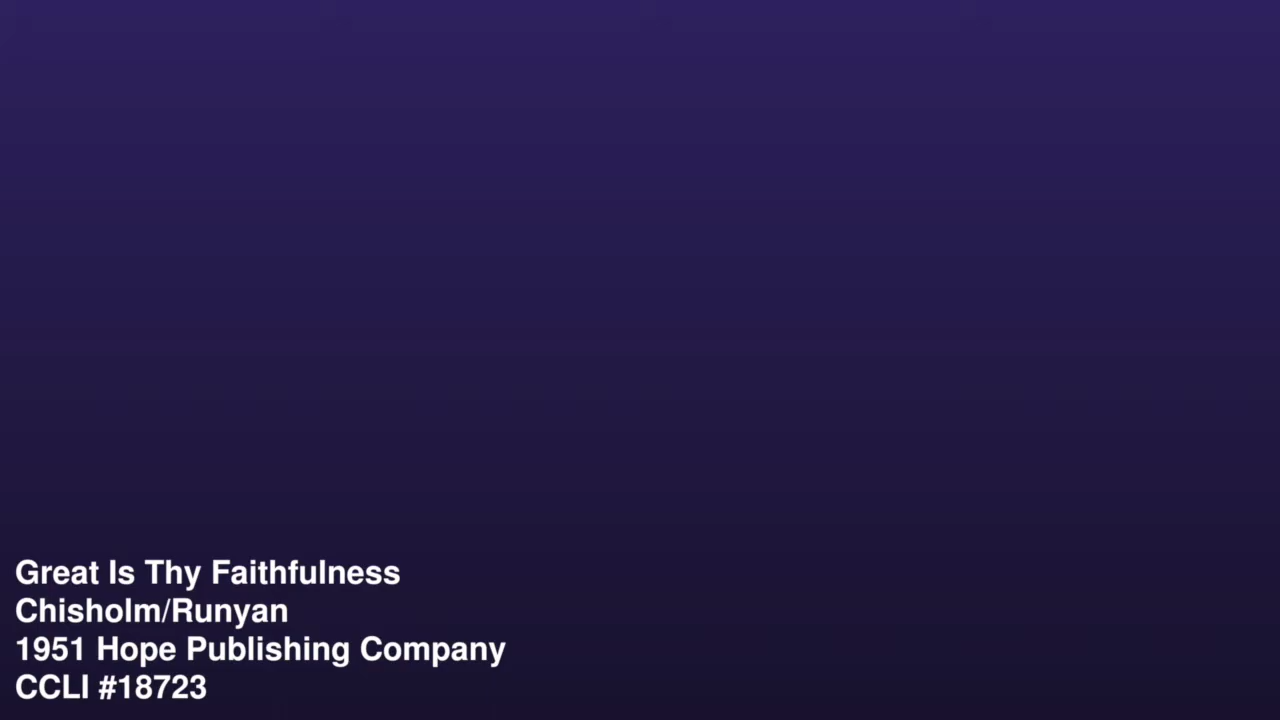 Great Is Thy Faithfulness
Chisholm/Runyan
1951 Hope Publishing Company
CCLI #18723